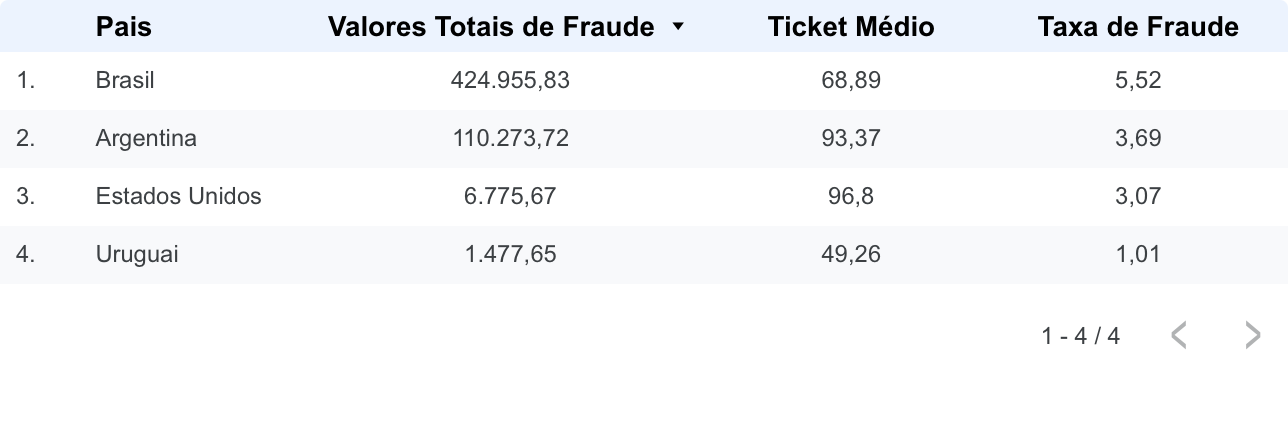 Pais Valores Totais de Fraude Ticket Médio Taxa de Fraude
1. Brasil 424.955,83 68,89 5,52
2. Argentina 110.273,72 93,37 3,69
3. Estados Unidos 6.775,67 96,8 3,07
4. Uruguai 1.477,65 49,26 1,01
1 - 4 / 4